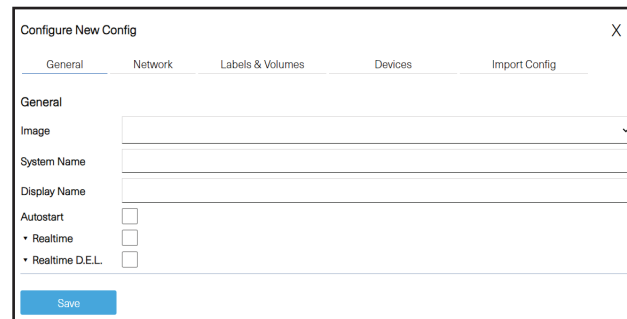 Configure New Config X
General Network Labels & Volumes Devices Import Config
General
Image
System Name
Display Name
Autostart
▾ Realtime
▾ Realtime D.E.L.
Save